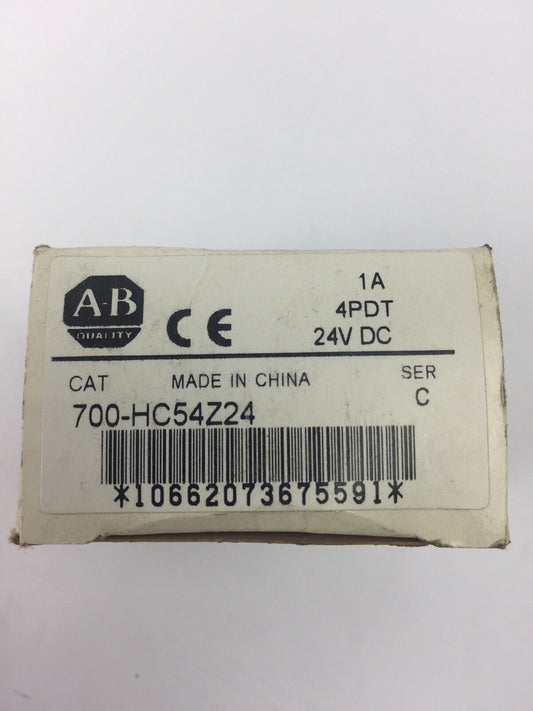 A-B
QUALITY
CE
1A
4PDT
24V DC
CAT MADE IN CHINA SER
700-HC54Z24 C
*10662073675591*